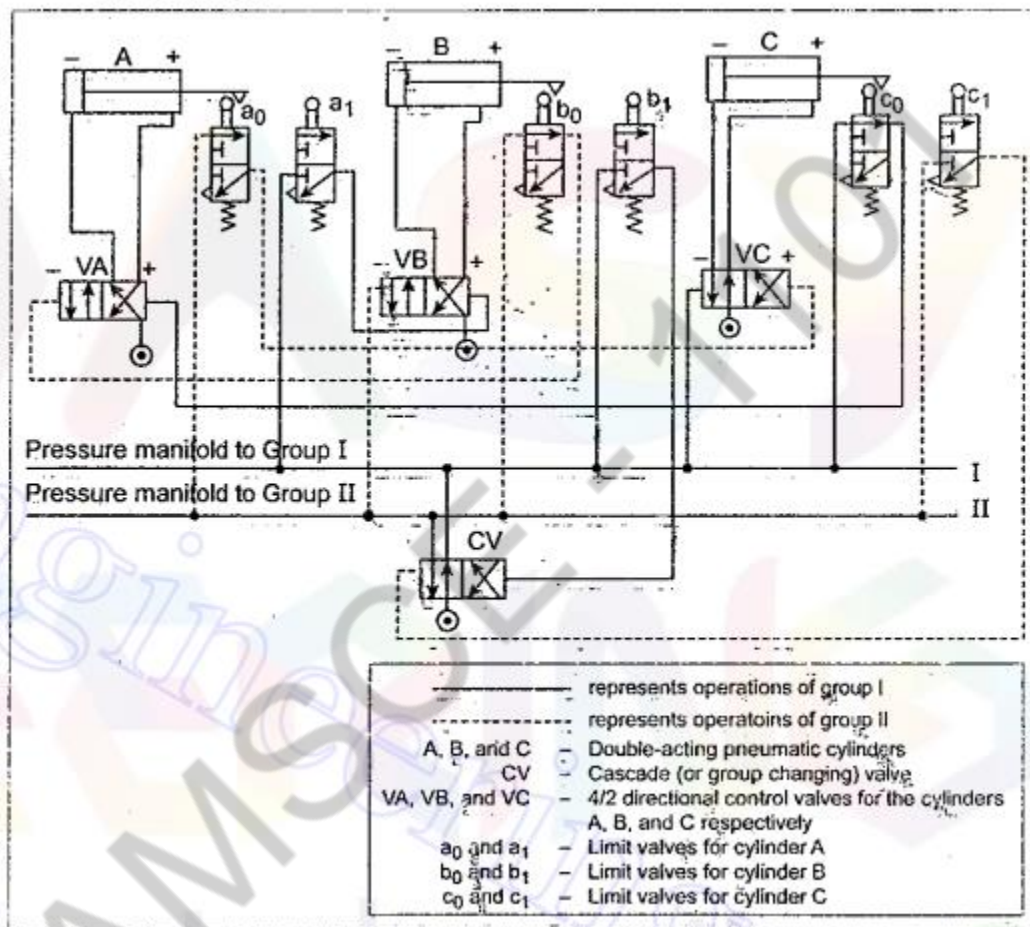 A
B
C
- +
- +
- +
a0
a1
b0
b1
c0
c1
- VA +
- VB +
- VC +
Pressure manifold to Group I
I
Pressure manifold to Group II
II
CV
represents operations of group I
represents operatoins of group II
A, B, and C – Double-acting pneumatic cylinders
CV – Cascade (or group changing) valve
VA, VB, and VC – 4/2 directional control valves for the cylinders
A, B, and C respectively
a0 and a1 – Limit valves for cylinder A
b0 and b1 – Limit valves for cylinder B
c0 and c1 – Limit valves for cylinder C
AMSCE - 1101